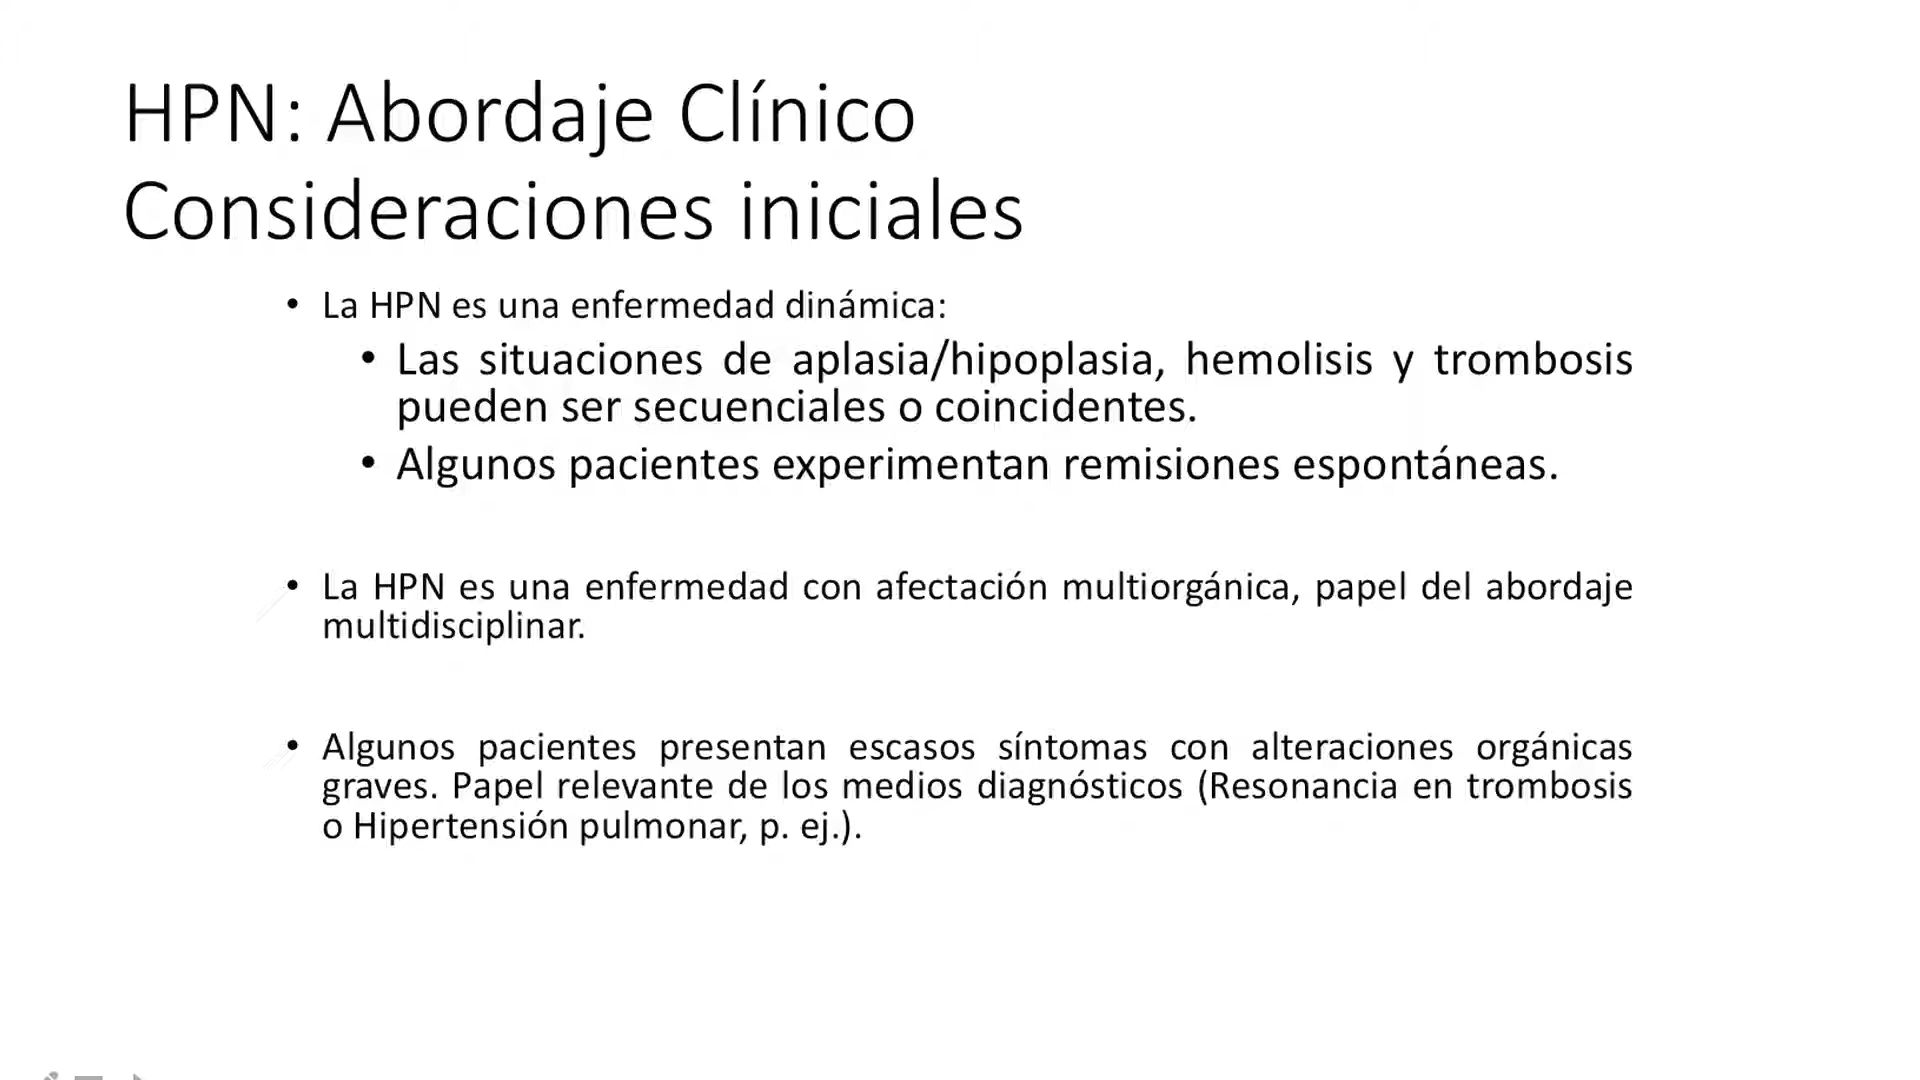 HPN: Abordaje Clínico
Consideraciones iniciales
• La HPN es una enfermedad dinámica:
• Las situaciones de aplasia/hipoplasia, hemolisis y trombosis
pueden ser secuenciales o coincidentes.
• Algunos pacientes experimentan remisiones espontáneas.
• La HPN es una enfermedad con afectación multiorgánica, papel del abordaje
multidisciplinar.
• Algunos pacientes presentan escasos síntomas con alteraciones orgánicas
graves. Papel relevante de los medios diagnósticos (Resonancia en trombosis
o Hipertensión pulmonar, p. ej.).